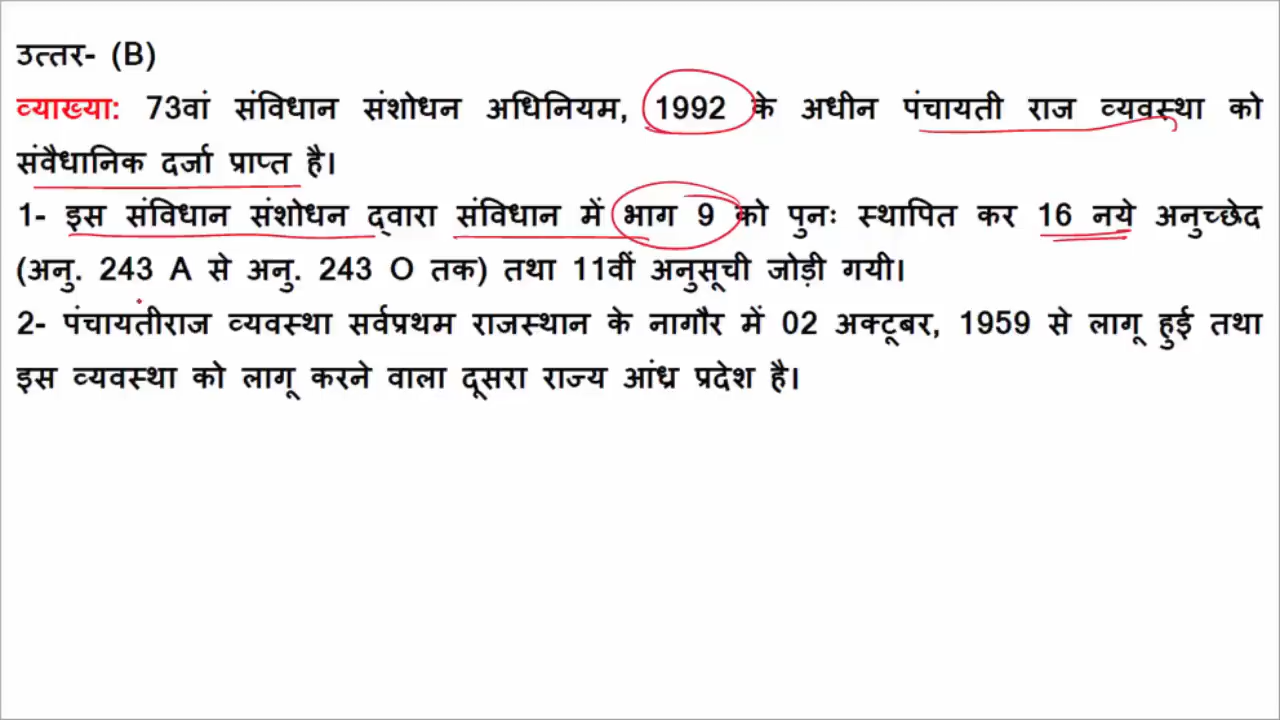 उत्तर- (B)
व्याख्या: 73वां संविधान संशोधन अधिनियम, 1992 के अधीन पंचायती राज व्यवस्था को
संवैधानिक दर्जा प्राप्त है।
1- इस संविधान संशोधन द्वारा संविधान में भाग 9 को पुनः स्थापित कर 16 नये अनुच्छेद
(अनु. 243 A से अनु. 243 O तक) तथा 11वीं अनुसूची जोड़ी गयी।
2- पंचायतीराज व्यवस्था सर्वप्रथम राजस्थान के नागौर में 02 अक्टूबर, 1959 से लागू हुई तथा
इस व्यवस्था को लागू करने वाला दूसरा राज्य आंध्र प्रदेश है।